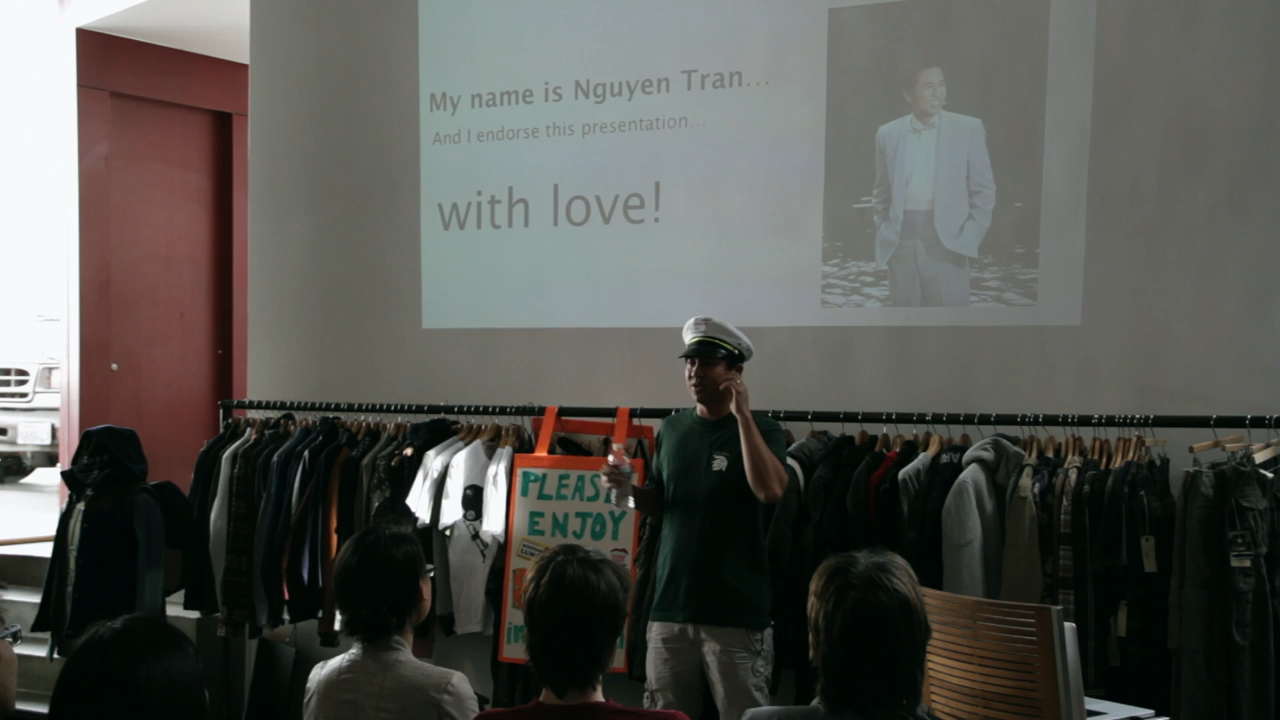 My name is Nguyen Tran...
And I endorse this presentation...
with love!
PLEASE
ENJOY